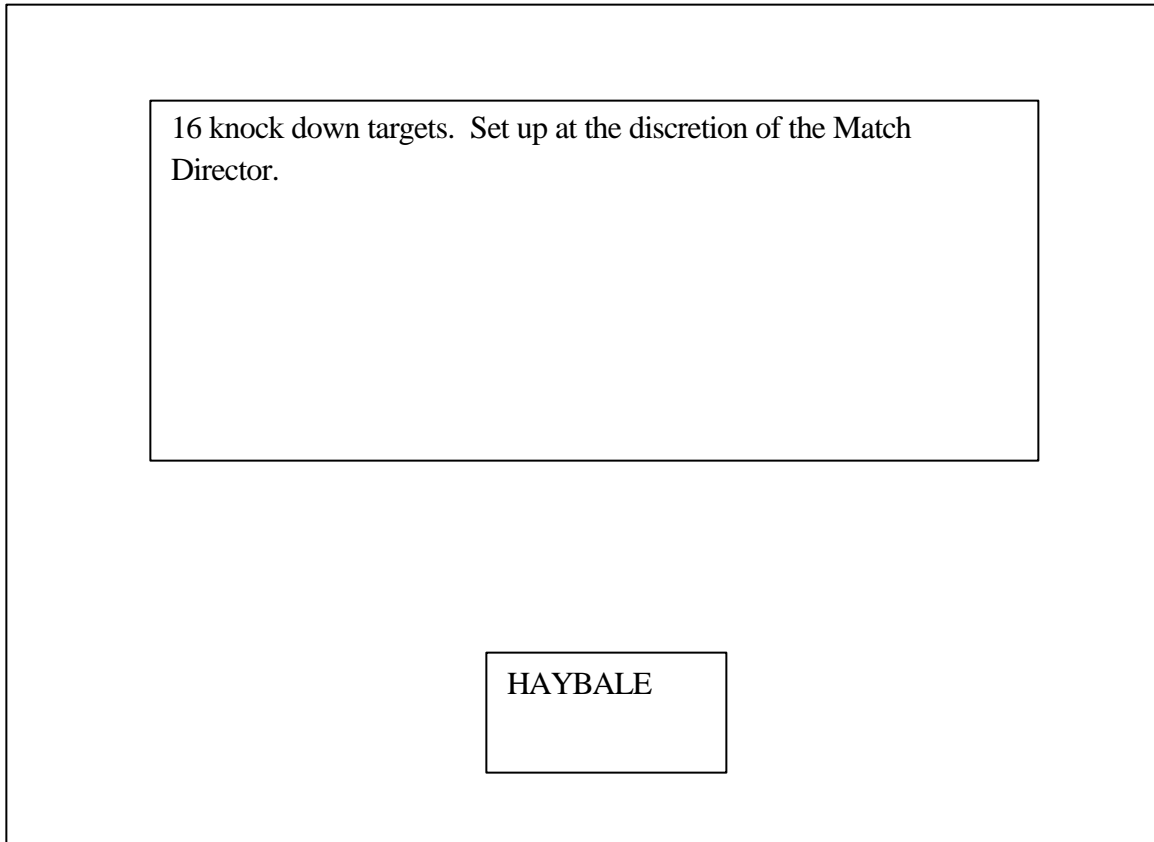 16 knock down targets.  Set up at the discretion of the Match
Director.
HAYBALE